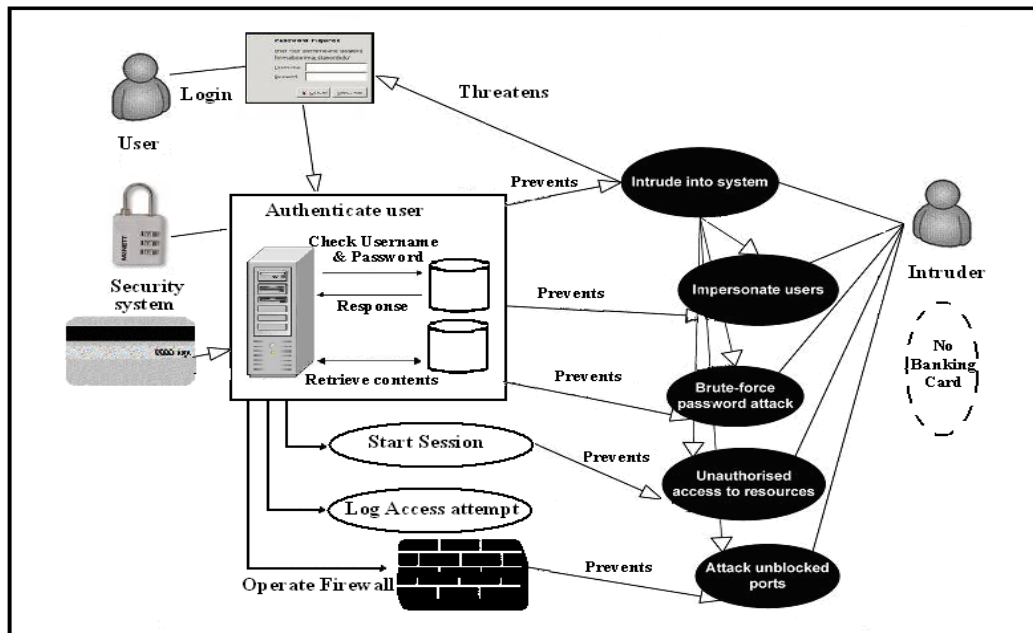 Password Required
Login
Threatens
User
Prevents
Intrude into system
Authenticate user
Check Username
& Password
Intruder
Security
system
Response
Prevents
Impersonate users
No
Banking
Card
Retrieve contents
Prevents
Brute-force
password attack
Start Session
Prevents
Unauthorised
access to resources
Log Access attempt
Operate Firewall
Prevents
Attack unblocked
ports